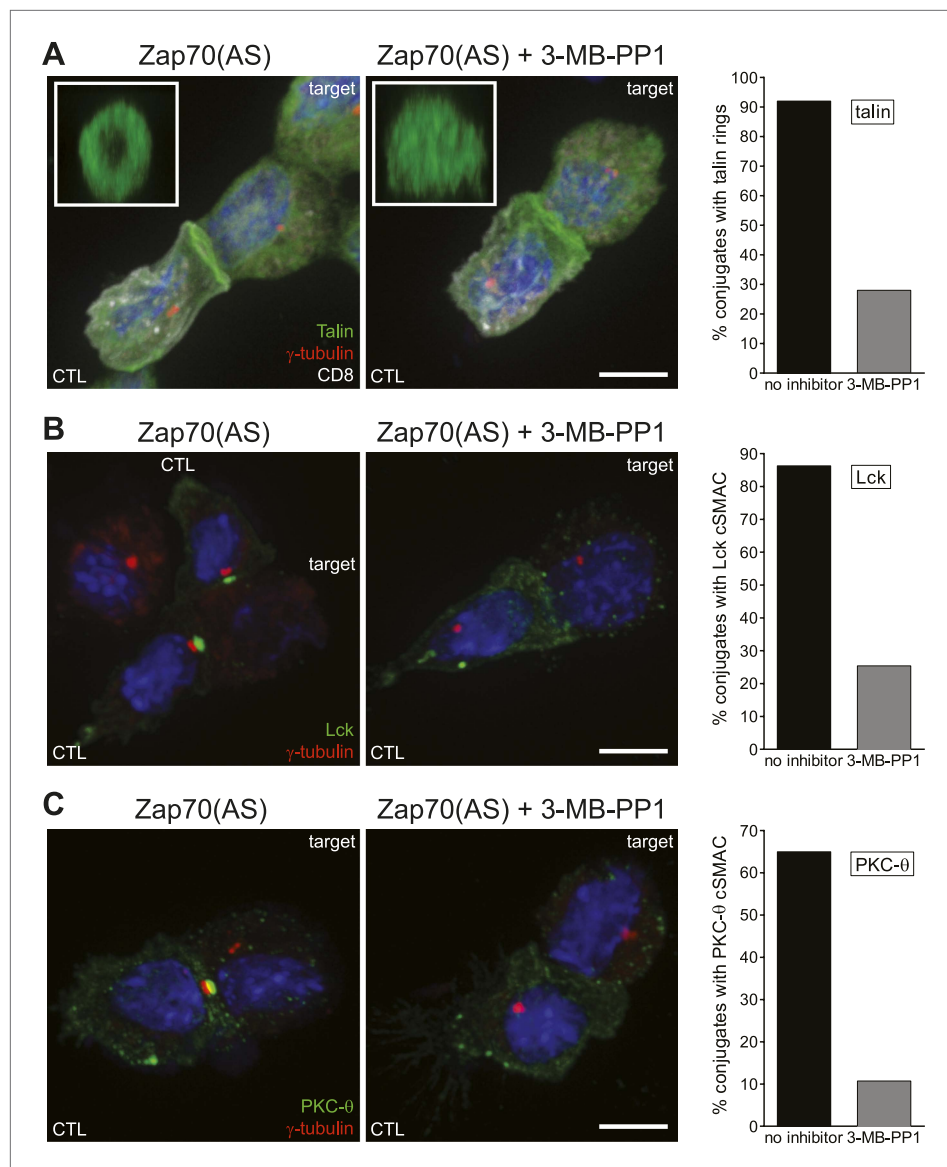 A
Zap70(AS)
Zap70(AS) + 3-MB-PP1
target
Talin
γ-tubulin
CD8
CTL
target
CTL
% conjugates with talin rings
100
90
80
70
60
50
40
30
20
10
0
talin
no inhibitor 3-MB-PP1
B
Zap70(AS)
Zap70(AS) + 3-MB-PP1
CTL
target
Lck
γ-tubulin
CTL
target
CTL
% conjugates with Lck cSMAC
90
80
70
60
50
40
30
20
10
0
Lck
no inhibitor 3-MB-PP1
C
Zap70(AS)
Zap70(AS) + 3-MB-PP1
target
PKC-θ
γ-tubulin
CTL
target
CTL
% conjugates with PKC-θ cSMAC
70
60
50
40
30
20
10
0
PKC-θ
no inhibitor 3-MB-PP1